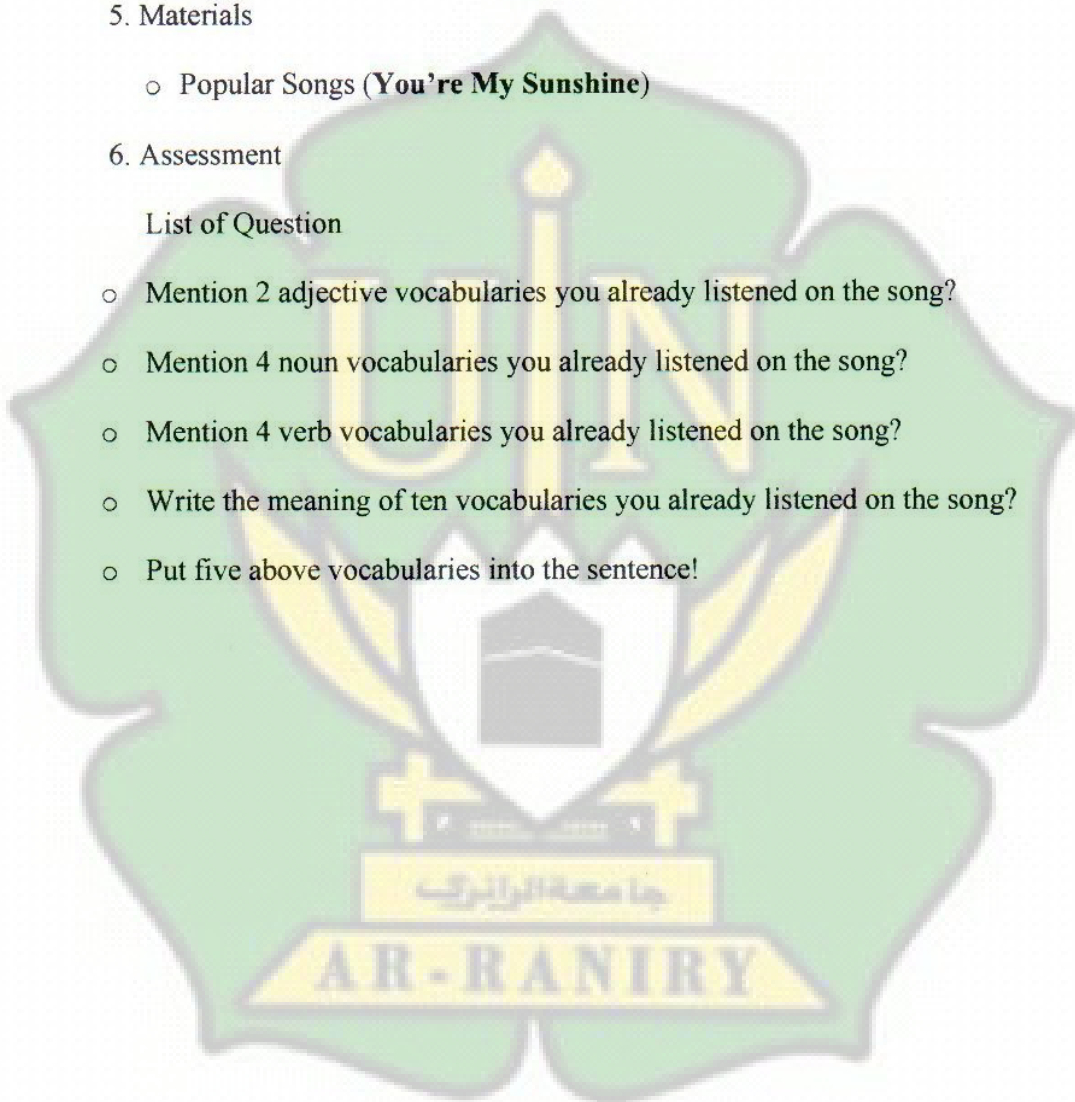 5. Materials
o Popular Songs (You're My Sunshine)
6. Assessment
List of Question
o Mention 2 adjective vocabularies you already listened on the song?
o Mention 4 noun vocabularies you already listened on the song?
o Mention 4 verb vocabularies you already listened on the song?
o Write the meaning of ten vocabularies you already listened on the song?
o Put five above vocabularies into the sentence!
UIN
جامعة الرانري
AR-RANIRY